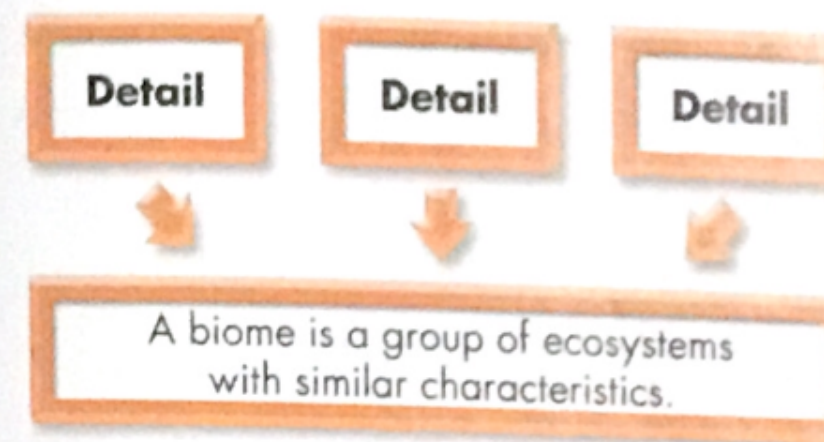 Detail
Detail
Detail
A biome is a group of ecosystems
with similar characteristics.